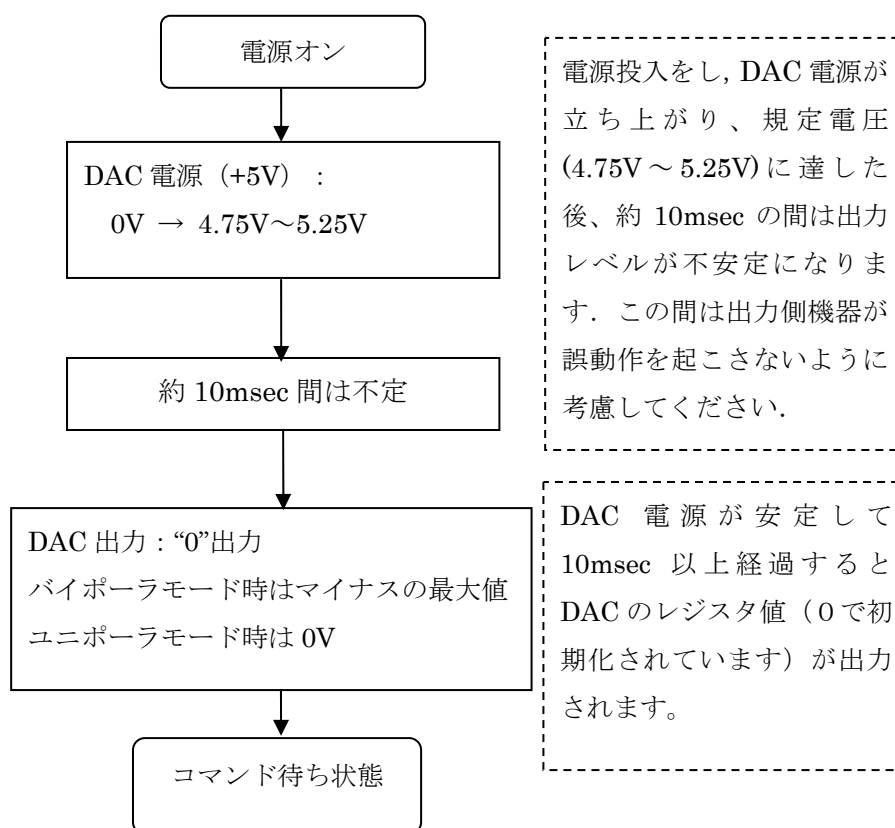 電源オン
DAC 電源（+5V）：
0V → 4.75V～5.25V
約 10msec 間は不定
DAC 出力：“0”出力
バイポーラモード時はマイナスの最大値
ユニポーラモード時は 0V
コマンド待ち状態
電源投入をし, DAC 電源が
立ち上がり、規定電圧
(4.75V～5.25V)に達した
後、約 10msec の間は出力
レベルが不安定になりま
す．この間は出力側機器が
誤動作を起こさないように
考慮してください．
DAC 電源が安定して
10msec 以上経過すると
DAC のレジスタ値（０で初
期化されています）が出力
されます。